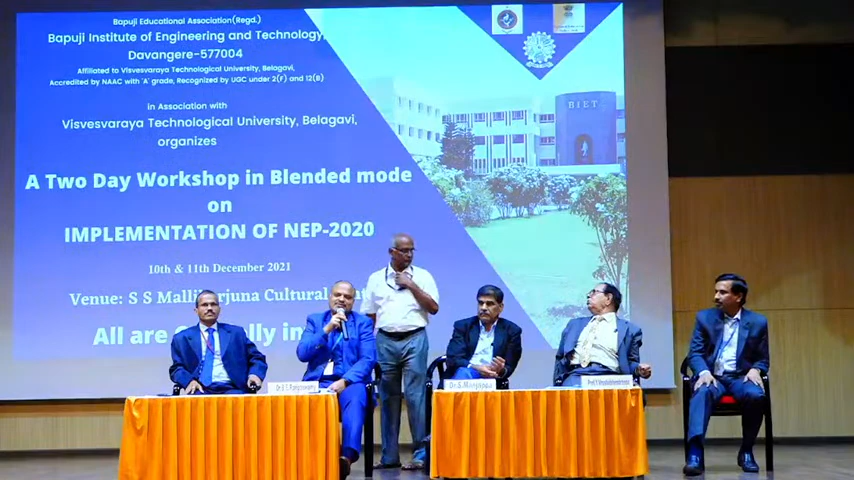 Bapuji Educational Association(Regd.)
Bapuji Institute of Engineering and Technology,
Davangere-577004
Affiliated to Visvesvaraya Technological University, Belagavi,
Accredited by NAAC with 'A' grade, Recognized by UGC under 2(F) and 12(B)
in Association with
Visvesvaraya Technological University, Belagavi,
organizes
A Two Day Workshop in Blended mode
on
IMPLEMENTATION OF NEP-2020
10th & 11th December 2021
Venue: S S Malli arjuna Cultural
All are
BIET